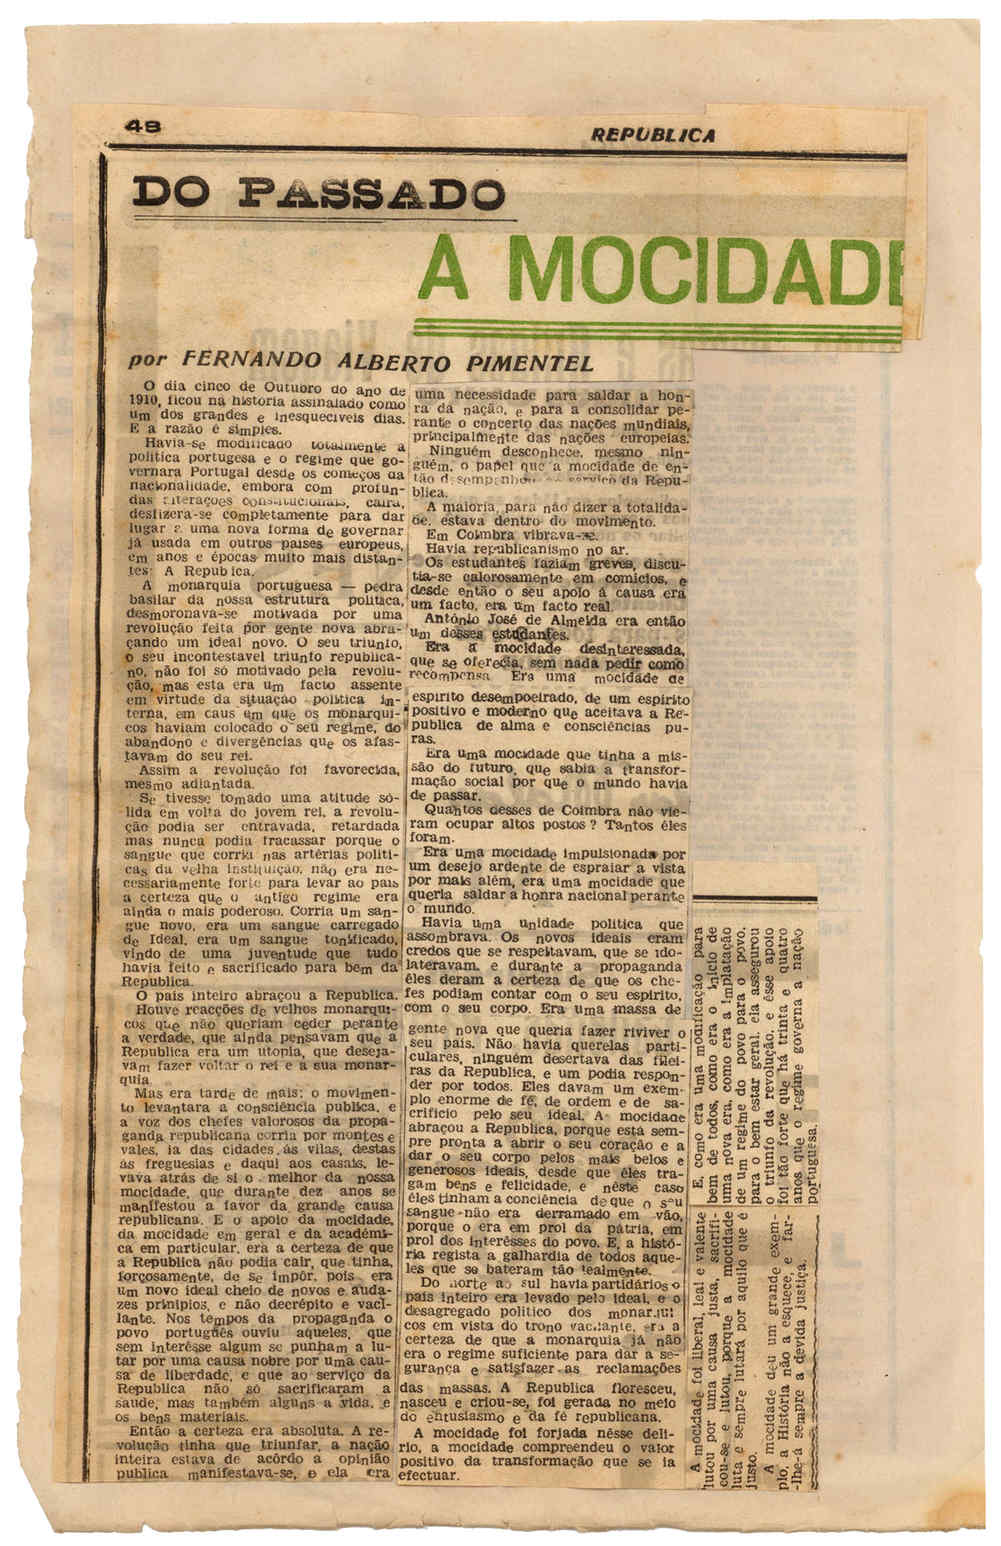 48
REPUBLICA
DO PASSADO
A MOCIDADE
por FERNANDO ALBERTO PIMENTEL
O dia cinco de Outuoro do ano de
1910, ficou na historia assinalado como
um dos grandes e inesqueciveis dias.
E a razão é simples.
Havia-se modificado totalmente a
politica portugesa e o regime que go-
vernara Portugal desde os começos da
nacionalidade, embora com profun-
das alterações constitucionais, caira,
desfizera-se completamente para dar
lugar a uma nova forma de governar
já usada em outros paises europeus,
em anos e épocas muito mais distan-
tes: A Republica.
A monarquia portuguesa — pedra
basilar da nossa estrutura politica,
desmoronava-se motivada por uma
revolução feita por gente nova abra-
çando um ideal novo. O seu triunfo,
o seu incontestavel triunfo republica-
no, não foi só motivado pela revolu-
ção, mas esta era um facto assente
em virtude da situação politica in-
terna, em caus um que os monarqui-
cos haviam colocado o seu regime, do
abandono e divergências que os afas-
tavam do seu rei.
Assim a revolução foi favorecida,
mesmo adiantada.
Se tivesse tomado uma atitude só-
lida em volta do jovem rei, a revolu-
ção podia ser entravada, retardada
mas nunca podia fracassar porque o
sangue que corria nas artérias politi-
cas da velha instituição, não era ne-
cessariamente forte para levar ao pais
a certeza que o antigo regime era
ainda o mais poderoso. Corria um san-
gue novo, era um sangue carregado
de Ideal, era um sangue tonificado,
vindo de uma juventude que tudo
havia feito e sacrificado para bem da
Republica.
O pais inteiro abraçou a Republica.
Houve reacções de velhos monarqui-
cos que não queriam ceder perante
a verdade, que ainda pensavam que a
Republica era um utopia, que deseja-
vam fazer voltar o rei e a sua monar-
quia
Mas era tarde de mais; o movimen-
to levantara a consciência publica, e
a voz dos chefes valorosos da propa-
ganda republicana corria por montes e
vales, ia das cidades ás vilas, destas
ás freguesias e daqui aos casais, le-
vava atrás de si o melhor da nossa
mocidade, que durante dez anos se
manifestou a favor da grande causa
republicana. E o apoio da mocidade,
da mocidade em geral e da académi-
ca em particular, era a certeza de que
a Republica não podia cair, que tinha,
forçosamente, de se impôr, pois era
um novo ideal cheio de novos e auda-
zes prinipios, e não decrépito e vaci-
lante. Nos tempos da propaganda o
povo português ouviu aqueles, que
sem interêsse algum se punham a lu-
tar por uma causa nobre por uma cau-
sa de liberdade, e que ao serviço da
Republica não só sacrificaram a
saude, mas também alguns a vida, e
os bens materiais.
Então a certeza era absoluta. A re-
volução tinha que triunfar, a nação
inteira estava de acôrdo a opinião
publica manifestava-se, e ela era
uma necessidade para saldar a hon-
ra da nação, e para a consolidar pe-
rante o concerto das nações mundiais,
principalmente das nações europeias.
Ninguém desconhece, mesmo nin-
guém, o papel que a mocidade de en-
tão desempenhou ao serviço da Repu-
blica.
A maioria, para não dizer a totalida-
de, estava dentro do movimento.
Em Coimbra vibrava-se.
Havia republicanismo no ar.
Os estudantes faziam greves, discu-
tia-se calorosamente em comicios, e
desde então o seu apoio á causa era
um facto, era um facto real.
António José de Almeida era então
um desses estudantes.
Era a mocidade desinteressada,
que se oferecia, sem nada pedir como
recompensa Era uma mocidade de
espirito desempoeirado, de um espirito
positivo e moderno que aceitava a Re-
publica de alma e consciências pu-
ras.
Era uma mocidade que tinha a mis-
são do futuro, que sabia a transfor-
mação social por que o mundo havia
de passar.
Quantos desses de Coimbra não vie-
ram ocupar altos postos? Tantos êles
foram.
Era uma mocidade impulsionada por
um desejo ardente de espraiar a vista
por mais além, era uma mocidade que
queria saldar a honra nacional perante
o mundo.
Havia uma unidade politica que
assombrava. Os novos ideais eram
credos que se respeitavam, que se ido-
lateravam, e durante a propaganda
êles deram a certeza de que os che-
fes podiam contar com o seu espirito,
com o seu corpo. Era uma massa de
gente nova que queria fazer riviver o
seu pais. Não havia querelas parti-
culares, ninguém desertava das filei-
ras da Republica, e um podia respon-
der por todos. Eles davam um exem-
plo enorme de fé, de ordem e de sa-
crificio pelo seu ideal. A mocidade
abraçou a Republica, porque está sem-
pre pronta a abrir o seu coração e a
dar o seu corpo pelos mais belos e
generosos ideais, desde que êles tra-
gam bens e felicidade, e nêste caso
êles tinham a conciência de que o seu
sangue não era derramado em vão,
porque o era em prol da pátria, em
prol dos interêsses do povo. E, a histó-
ria regista a galhardia de todos aque-
les que se bateram tão lealmente.
Do norte ao sul havia partidários o
pais inteiro era levado pelo ideal, e o
desagregado politico dos monarqui
cos em vista do trono vacilante, era a
certeza de que a monarquia já não
era o regime suficiente para dar a se-
gurança e satisfazer as reclamações
das massas. A Republica floresceu,
nasceu e criou-se, foi gerada no meio
do entusiasmo e da fé republicana.
A mocidade foi forjada nêsse deli-
rio, a mocidade compreendeu o valor
positivo da transformação que se ia
efectuar.
E, como era uma modificação para
bem de todos, como era o inicio de
uma nova era, como era a implatação
de um regime do povo para o povo,
para o bem estar geral, ela assegurou
o triunfo da revolução, e êsse apoio
foi tão forte que há trinta e quatro
anos que o regime governa a nação
portuguesa.
A mocidade foi liberal, leal e valente
lutou por uma causa justa, sacrifi-
cou-se e lutou, porque a mocidade
luta e sempre lutará por aquilo que é
justo.
A mocidade deu um grande exem-
plo, a História não a esquece, e far-
-lhe-á sempre a devida justiça.